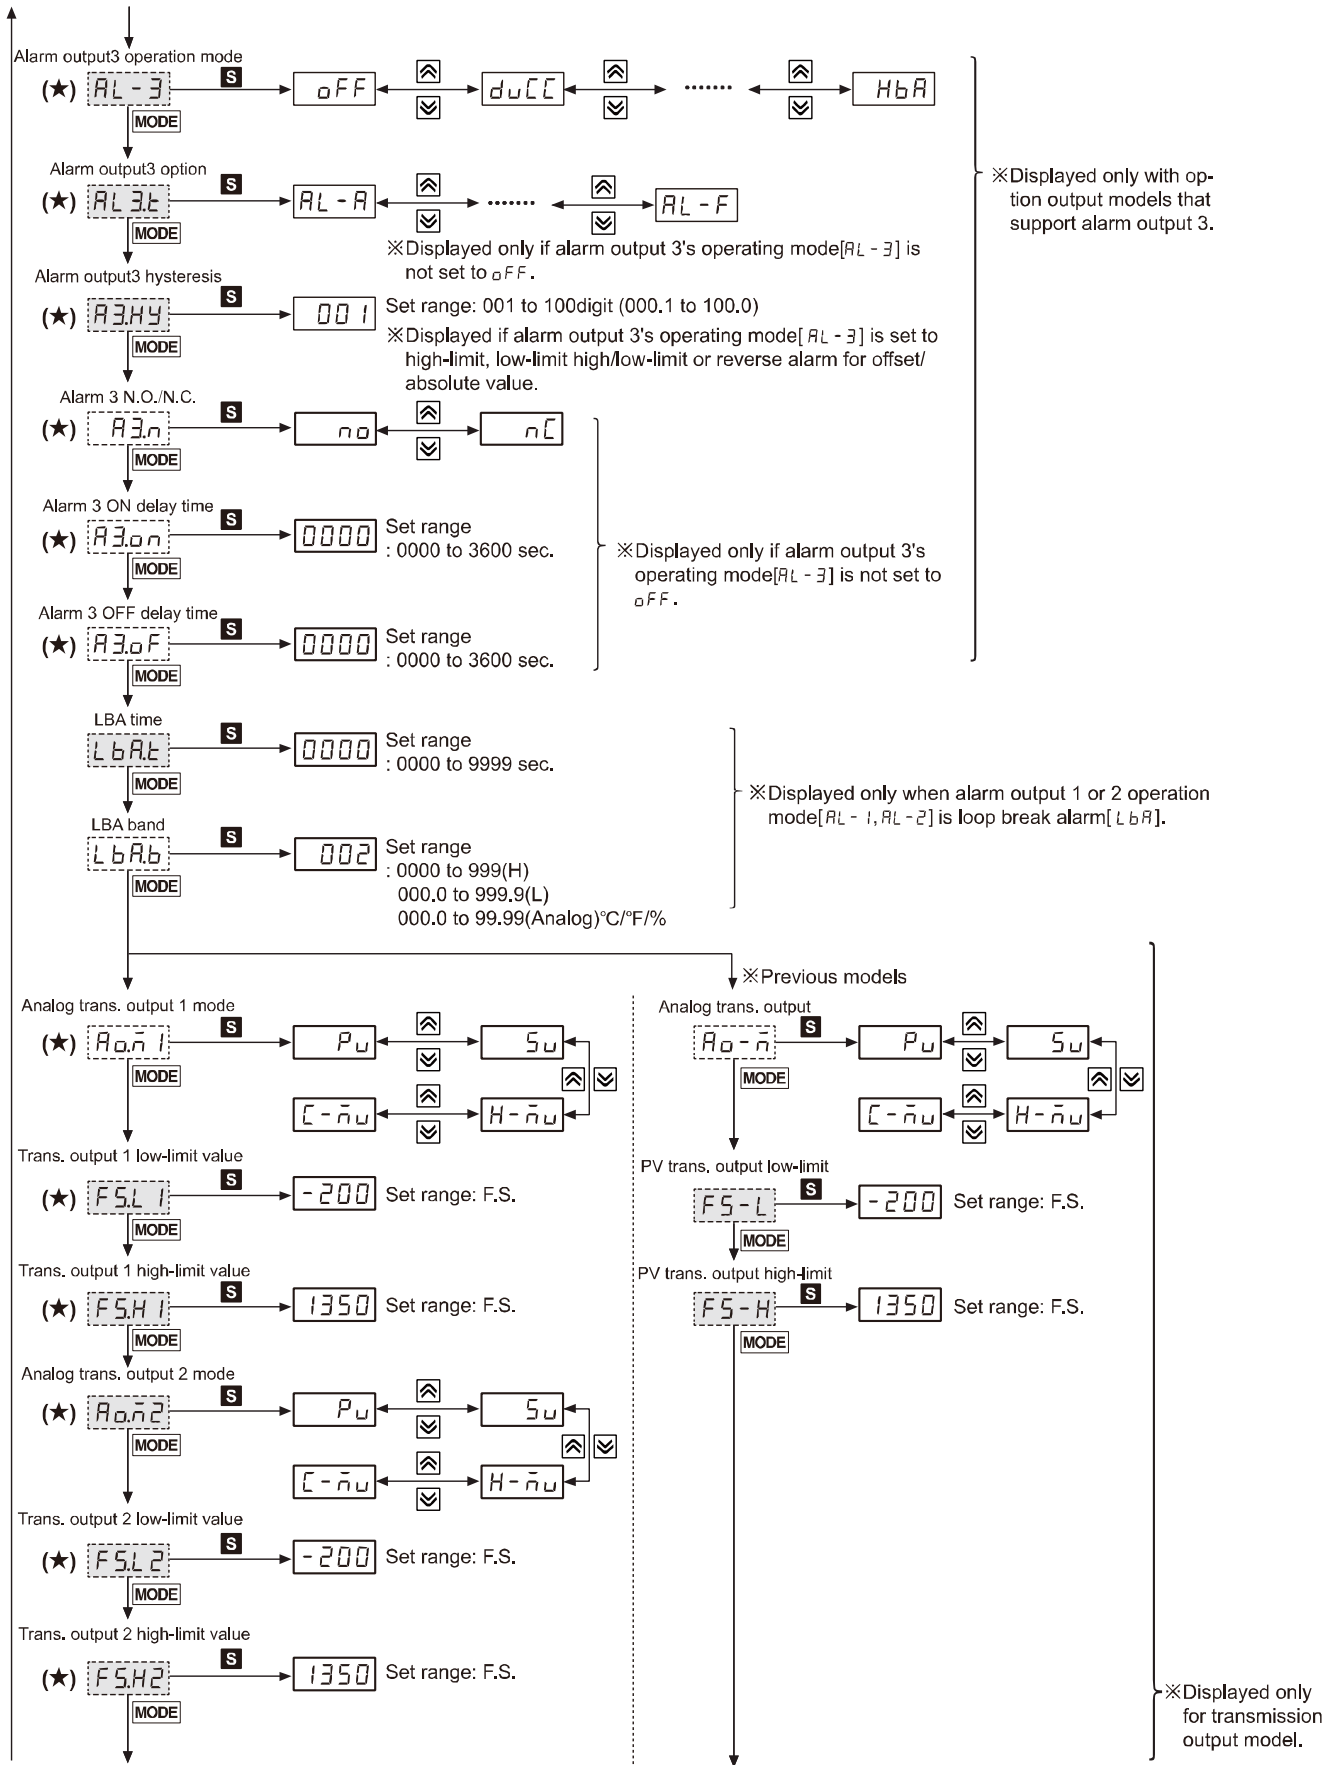 Alarm output3 operation mode
(★) AL-3 S oFF duCC ······· HbA
MODE
Alarm output3 option
(★) AL3.t S AL-A ······· AL-F
MODE
※Displayed only if alarm output 3's operating mode[AL-3] is
not set to oFF.
※Displayed only with op-
tion output models that
support alarm output 3.
Alarm output3 hysteresis
(★) A3.HY S 001 Set range: 001 to 100digit (000.1 to 100.0)
MODE
※Displayed if alarm output 3's operating mode[AL-3] is set to
high-limit, low-limit high/low-limit or reverse alarm for offset/
absolute value.
Alarm 3 N.O./N.C.
(★) A3.n S no nC
MODE
Alarm 3 ON delay time
(★) A3.on S 0000 Set range
: 0000 to 3600 sec.
MODE
※Displayed only if alarm output 3's
operating mode[AL-3] is not set to
oFF.
Alarm 3 OFF delay time
(★) A3.oF S 0000 Set range
: 0000 to 3600 sec.
MODE
LBA time
LbA.t S 0000 Set range
: 0000 to 9999 sec.
MODE
※Displayed only when alarm output 1 or 2 operation
mode[AL-1,AL-2] is loop break alarm[LbA].
LBA band
LbA.b S 002 Set range
: 0000 to 999(H)
000.0 to 999.9(L)
000.0 to 99.99(Analog)°C/°F/%
MODE
Analog trans. output 1 mode
(★) Ao.m1 S Pu Su
MODE
C-mu H-mu
Trans. output 1 low-limit value
(★) FS.L1 S -200 Set range: F.S.
MODE
Trans. output 1 high-limit value
(★) FS.H1 S 1350 Set range: F.S.
MODE
Analog trans. output 2 mode
(★) Ao.m2 S Pu Su
MODE
C-mu H-mu
Trans. output 2 low-limit value
(★) FS.L2 S -200 Set range: F.S.
MODE
Trans. output 2 high-limit value
(★) FS.H2 S 1350 Set range: F.S.
MODE
※Previous models
Analog trans. output
Ao-m S Pu Su
MODE
C-mu H-mu
PV trans. output low-limit
FS-L S -200 Set range: F.S.
MODE
PV trans. output high-limit
FS-H S 1350 Set range: F.S.
MODE
※Displayed only
for transmission
output model.